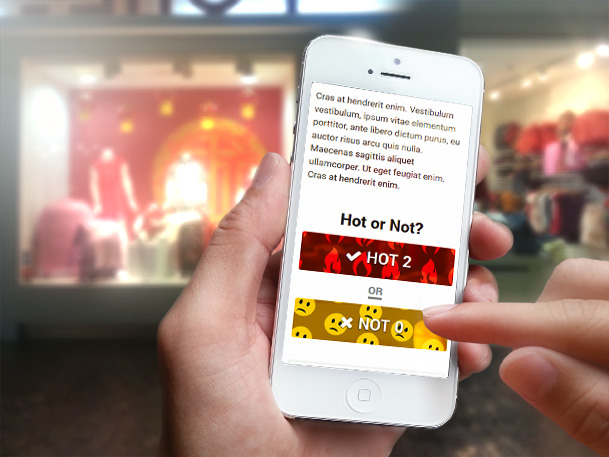 Cras at hendrerit enim. Vestibulum
vestibulum, ipsum vitae elementum
porttitor, ante libero dictum purus, eu
auctor risus arcu quis nulla.
Maecenas sagittis aliquet
ullamcorper. Ut eget feugiat enim.
Cras at hendrerit enim.
Hot or Not?
HOT 2
OR
NOT 0